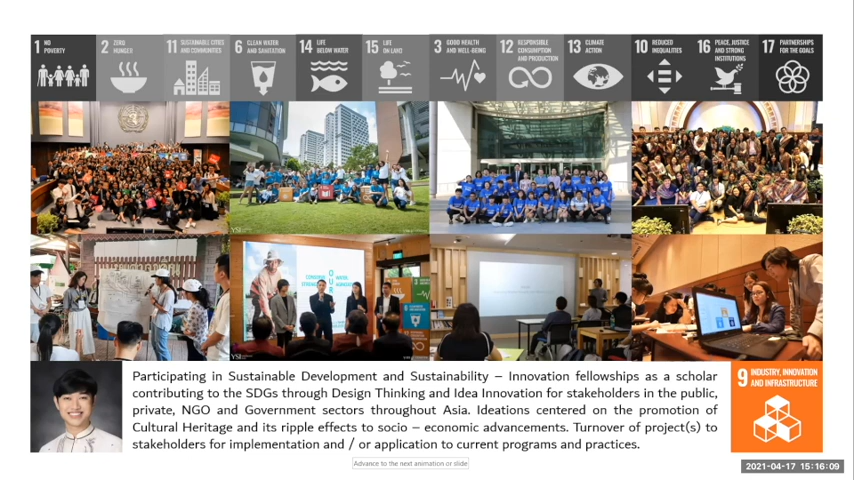 1 NO POVERTY
2 ZERO HUNGER
11 SUSTAINABLE CITIES AND COMMUNITIES
6 CLEAN WATER AND SANITATION
14 LIFE BELOW WATER
15 LIFE ON LAND
3 GOOD HEALTH AND WELL-BEING
12 RESPONSIBLE CONSUMPTION AND PRODUCTION
13 CLIMATE ACTION
10 REDUCED INEQUALITIES
16 PEACE, JUSTICE AND STRONG INSTITUTIONS
17 PARTNERSHIPS FOR THE GOALS
YSI
YSI
Participating in Sustainable Development and Sustainability – Innovation fellowships as a scholar
contributing to the SDGs through Design Thinking and Idea Innovation for stakeholders in the public,
private, NGO and Government sectors throughout Asia. Ideations centered on the promotion of
Cultural Heritage and its ripple effects to socio – economic advancements. Turnover of project(s) to
stakeholders for implementation and / or application to current programs and practices.
9 INDUSTRY, INNOVATION
AND INFRASTRUCTURE
Advance to the next animation or slide
2021-04-17 15:16:09